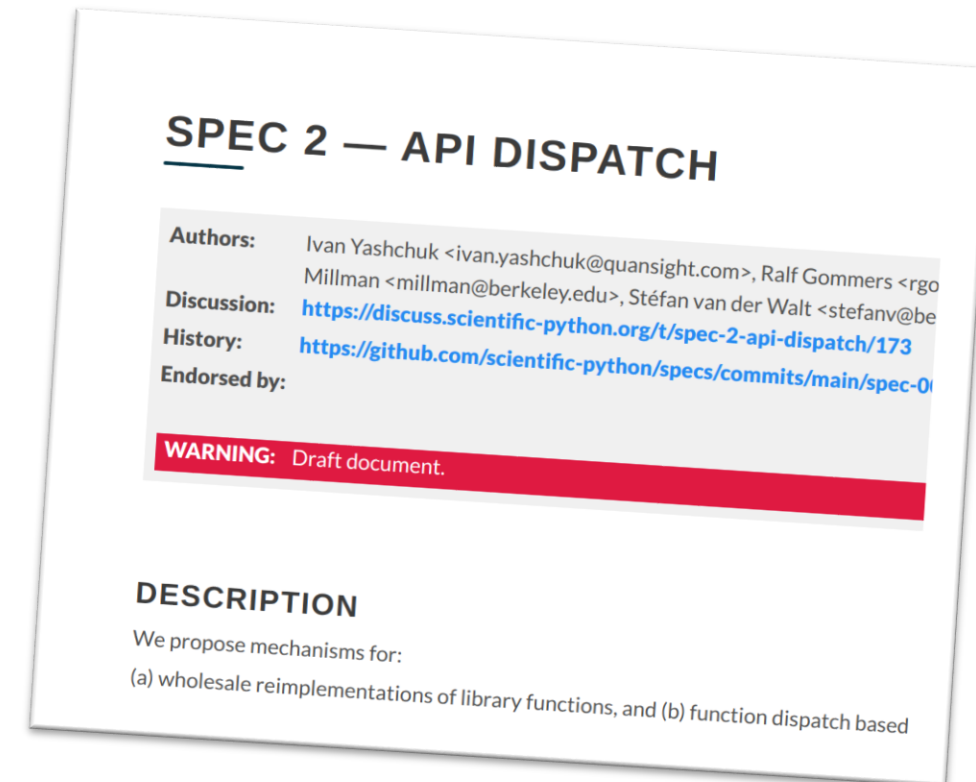 SPEC 2 — API DISPATCH
Authors: Ivan Yashchuk <ivan.yashchuk@quansight.com>, Ralf Gommers <rgo
Millman <millman@berkeley.edu>, Stéfan van der Walt <stefanv@be
Discussion: https://discuss.scientific-python.org/t/spec-2-api-dispatch/173
History: https://github.com/scientific-python/specs/commits/main/spec-00
Endorsed by:
WARNING: Draft document.
DESCRIPTION
We propose mechanisms for:
(a) wholesale reimplementations of library functions, and (b) function dispatch based